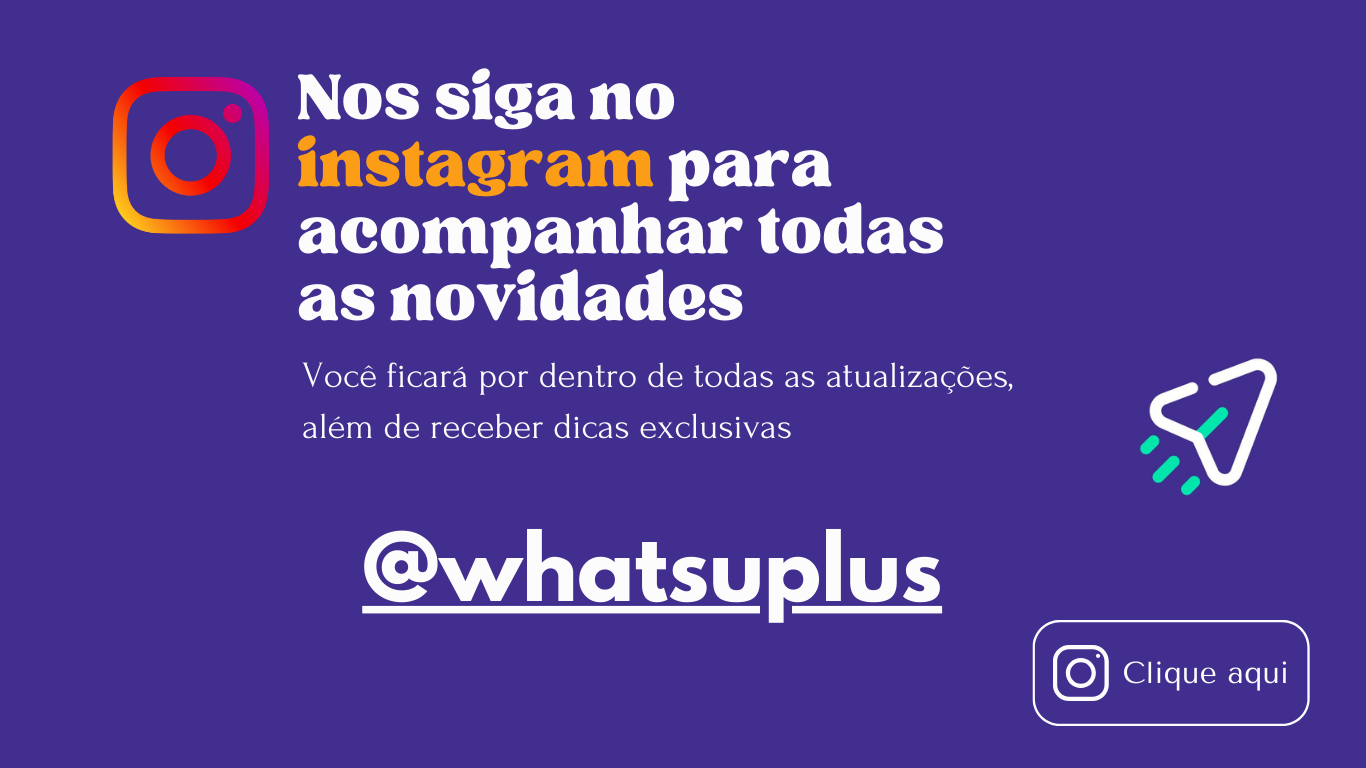 Nos siga no
instagram para
acompanhar todas
as novidades
Você ficará por dentro de todas as atualizações,
além de receber dicas exclusivas
@whatsuplus
Clique aqui